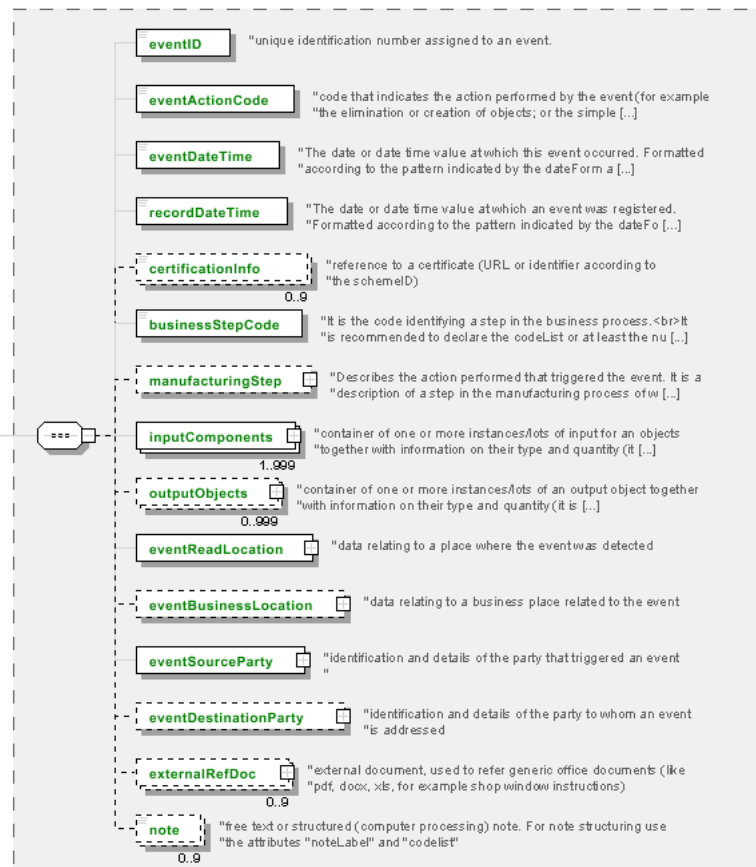 eventID
"unique identification number assigned to an event.
eventActionCode
"code that indicates the action performed by the event (for example
"the elimination or creation of objects; or the simple [...]
eventDateTime
"The date or date time value at which this event occurred. Formatted
"according to the pattern indicated by the dateForm a [...]
recordDateTime
"The date or date time value at which an event was registered.
"Formatted according to the pattern indicated by the dateFo [...]
certificationInfo
"reference to a certificate (URL or identifier according to
"the schemeID)
0..9
businessStepCode
"It is the code identifying a step in the business process.<br>It
"is recommended to declare the codeList or at least the nu [...]
manufacturingStep
"Describes the action performed that triggered the event. It is a
"description of a step in the manufacturing process of w [...]
inputComponents
"container of one or more instances/lots of input for an objects
"together with information on their type and quantity (it [...]
1..999
outputObjects
"container of one or more instances/lots of an output object together
"with information on their type and quantity (it is [...]
0..999
eventReadLocation
"data relating to a place where the event was detected
eventBusinessLocation
"data relating to a business place related to the event
eventSourceParty
"identification and details of the party that triggered an event
"
eventDestinationParty
"identification and details of the party to whom an event
"is addressed
externalRefDoc
"external document, used to refer generic office documents (like
"pdf, docx, xls, for example shop window instructions)
0..9
note
"free text or structured (computer processing) note. For note structuring use
"the attributes "noteLabel" and "codelist"
0..9